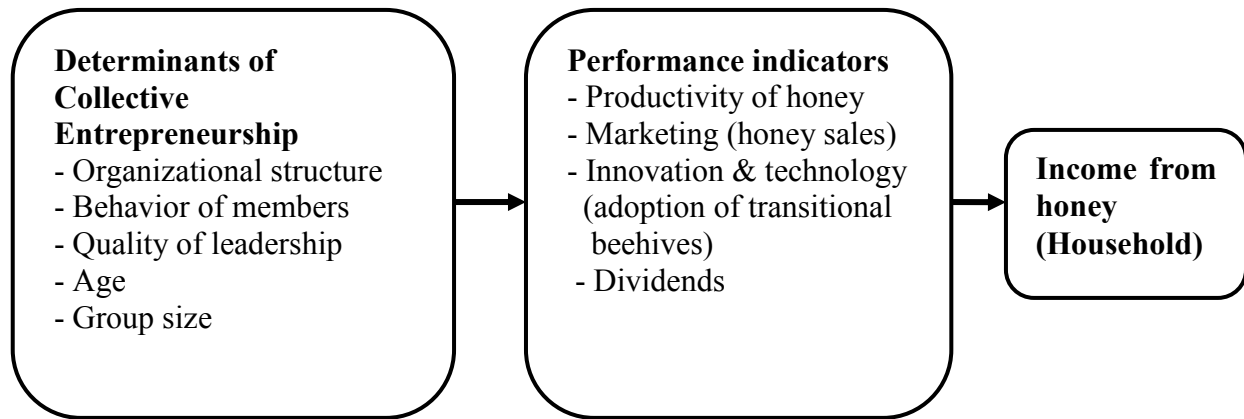 Determinants of
Collective
Entrepreneurship
- Organizational structure
- Behavior of members
- Quality of leadership
- Age
- Group size
Performance indicators
- Productivity of honey
- Marketing (honey sales)
- Innovation & technology
(adoption of transitional
beehives)
- Dividends
Income from
honey
(Household)